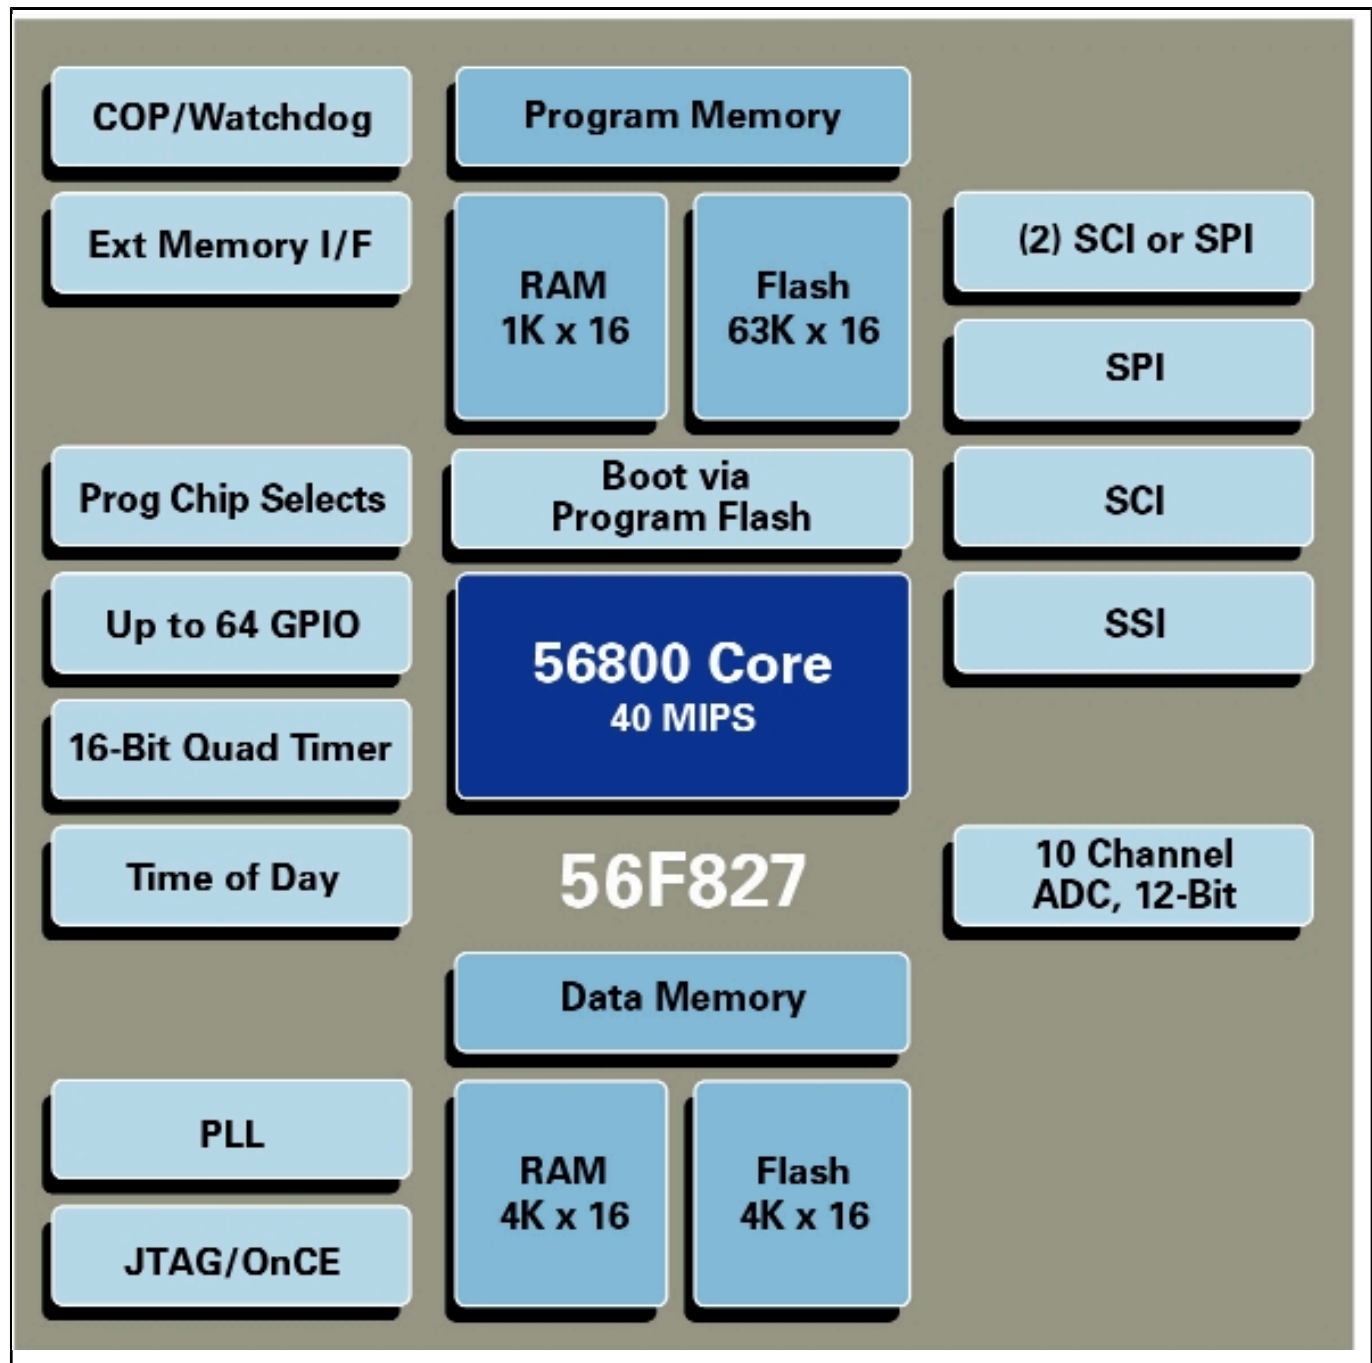 COP/Watchdog
Ext Memory I/F
Prog Chip Selects
Up to 64 GPIO
16-Bit Quad Timer
Time of Day
PLL
JTAG/OnCE
Program Memory
RAM
1K x 16
Flash
63K x 16
Boot via
Program Flash
56800 Core
40 MIPS
56F827
Data Memory
RAM
4K x 16
Flash
4K x 16
(2) SCI or SPI
SPI
SCI
SSI
10 Channel
ADC, 12-Bit